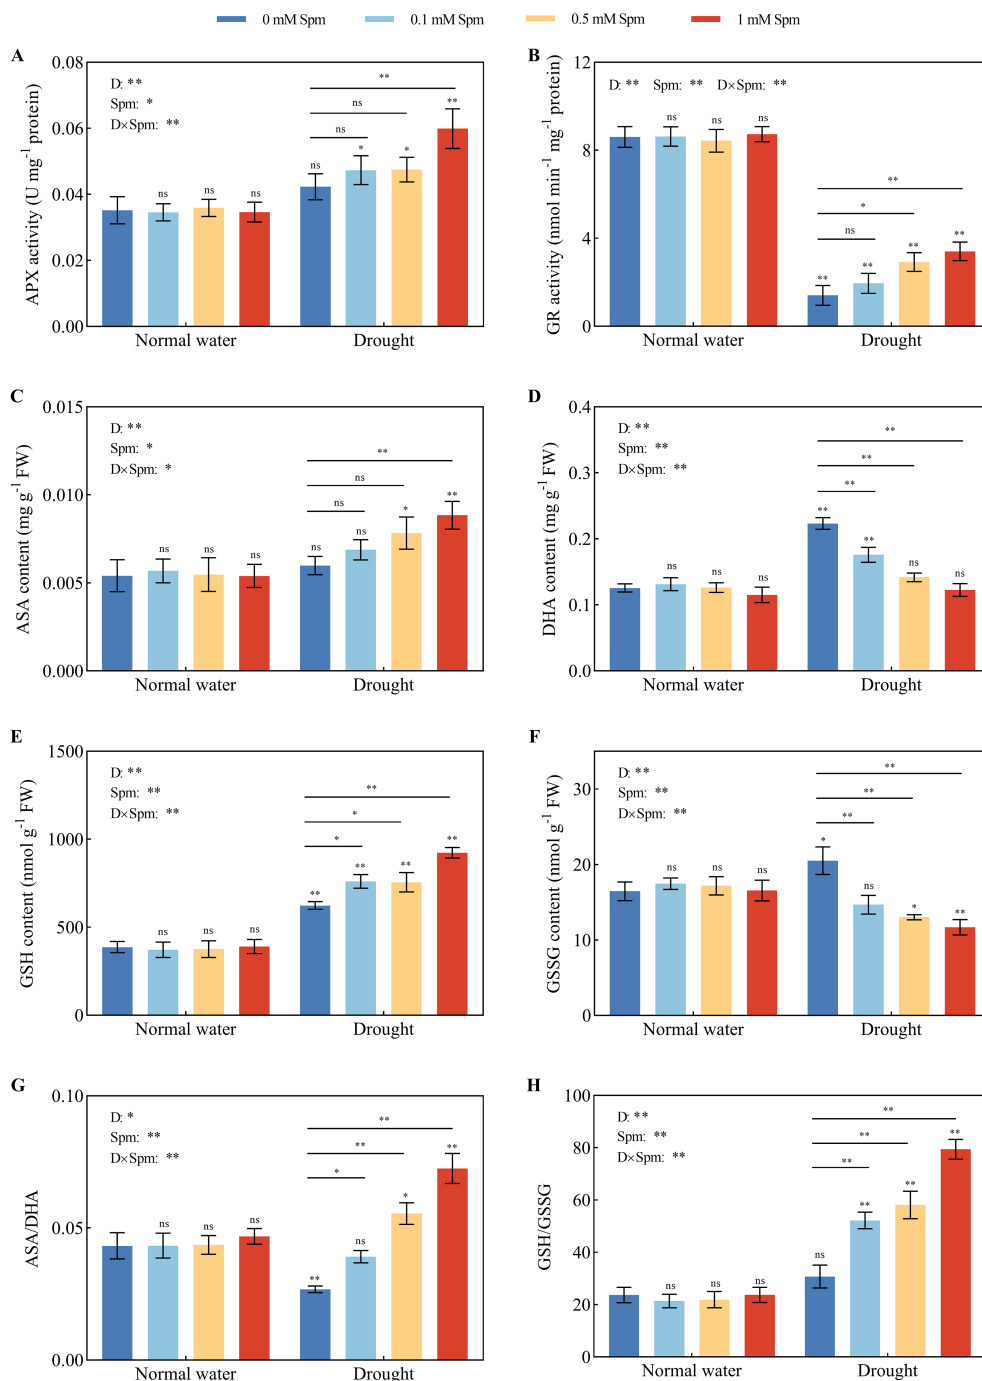 0 mM Spm 0.1 mM Spm 0.5 mM Spm 1 mM Spm
A
APX activity (U mg⁻¹ protein)
0.08
0.06
0.04
0.02
0.00
D: **
Spm: *
D×Spm: **
**
ns
ns
ns ns ns
ns * * **
Normal water Drought
B
GR activity (nmol min⁻¹ mg⁻¹ protein)
12
8
4
0
D: ** Spm: ** D×Spm: **
ns ns ns
**
*
ns
** ** ** **
Normal water Drought
C
ASA content (mg g⁻¹ FW)
0.015
0.010
0.005
0.000
D: **
Spm: *
D×Spm: *
**
ns
ns
ns ns ns
ns ns * **
Normal water Drought
D
DHA content (mg g⁻¹ FW)
0.4
0.3
0.2
0.1
0.0
D: **
Spm: **
D×Spm: **
**
**
**
ns ns ns
** ** ns ns
Normal water Drought
E
GSH content (nmol g⁻¹ FW)
1500
1000
500
0
D: **
Spm: **
D×Spm: **
**
*
*
ns ns ns
** ** ** **
Normal water Drought
F
GSSG content (nmol g⁻¹ FW)
30
20
10
0
D: **
Spm: **
D×Spm: **
**
**
**
ns ns ns
* ns * **
Normal water Drought
G
ASA/DHA
0.10
0.05
0.00
D: *
Spm: **
D×Spm: **
**
**
*
ns ns ns
** ns * **
Normal water Drought
H
GSH/GSSG
100
80
60
40
20
0
D: **
Spm: **
D×Spm: **
**
**
**
ns ns ns
ns ** ** **
Normal water Drought